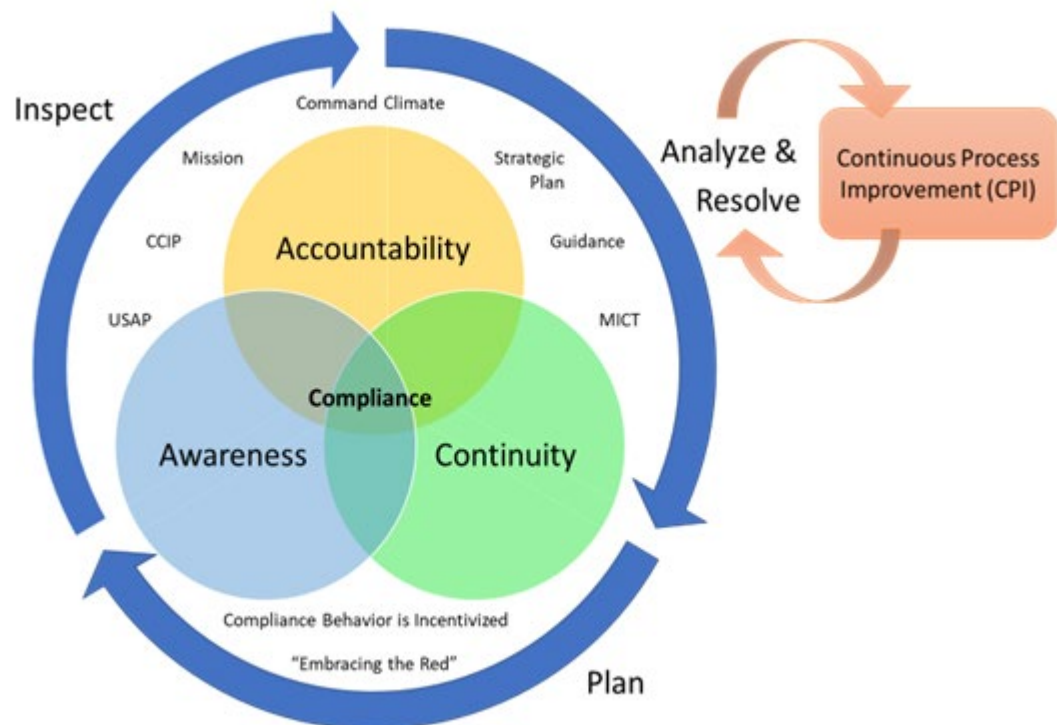 Inspect
Command Climate
Mission
Strategic
Plan
CCIP
Guidance
USAP
MICT
Accountability
Compliance
Awareness
Continuity
Compliance Behavior is Incentivized
“Embracing the Red”
Plan
Analyze &
Resolve
Continuous Process
Improvement (CPI)